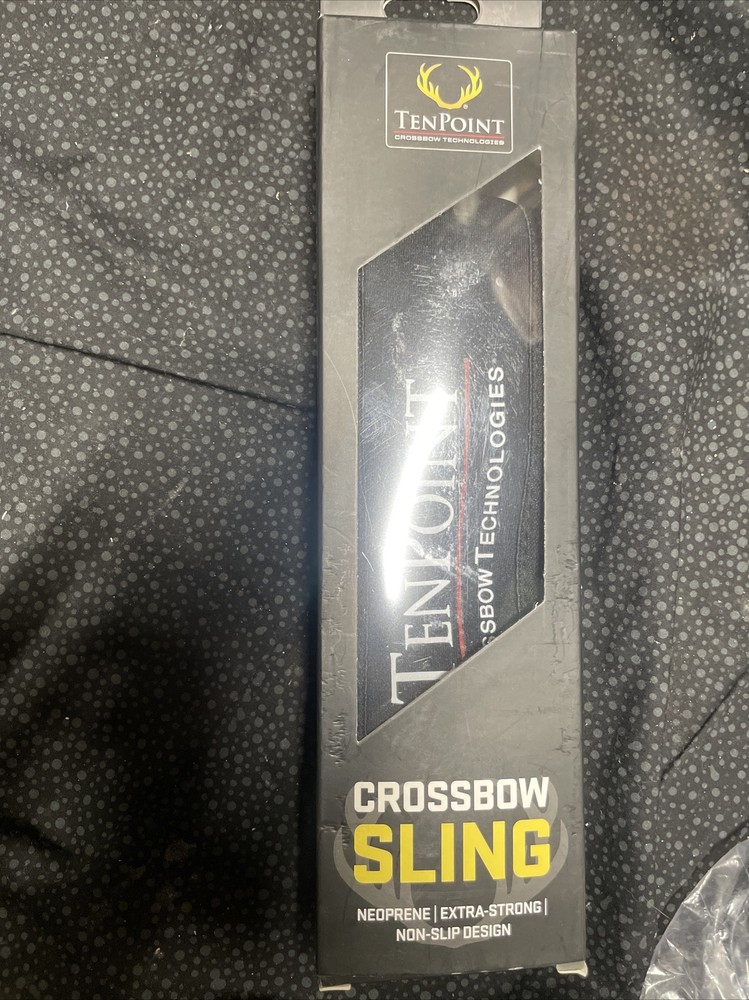 TENPOINT
CROSSBOW TECHNOLOGIES
TENPOINT
SSBOW TECHNOLOGIES
CROSSBOW
SLING
NEOPRENE | EXTRA-STRONG |
NON-SLIP DESIGN